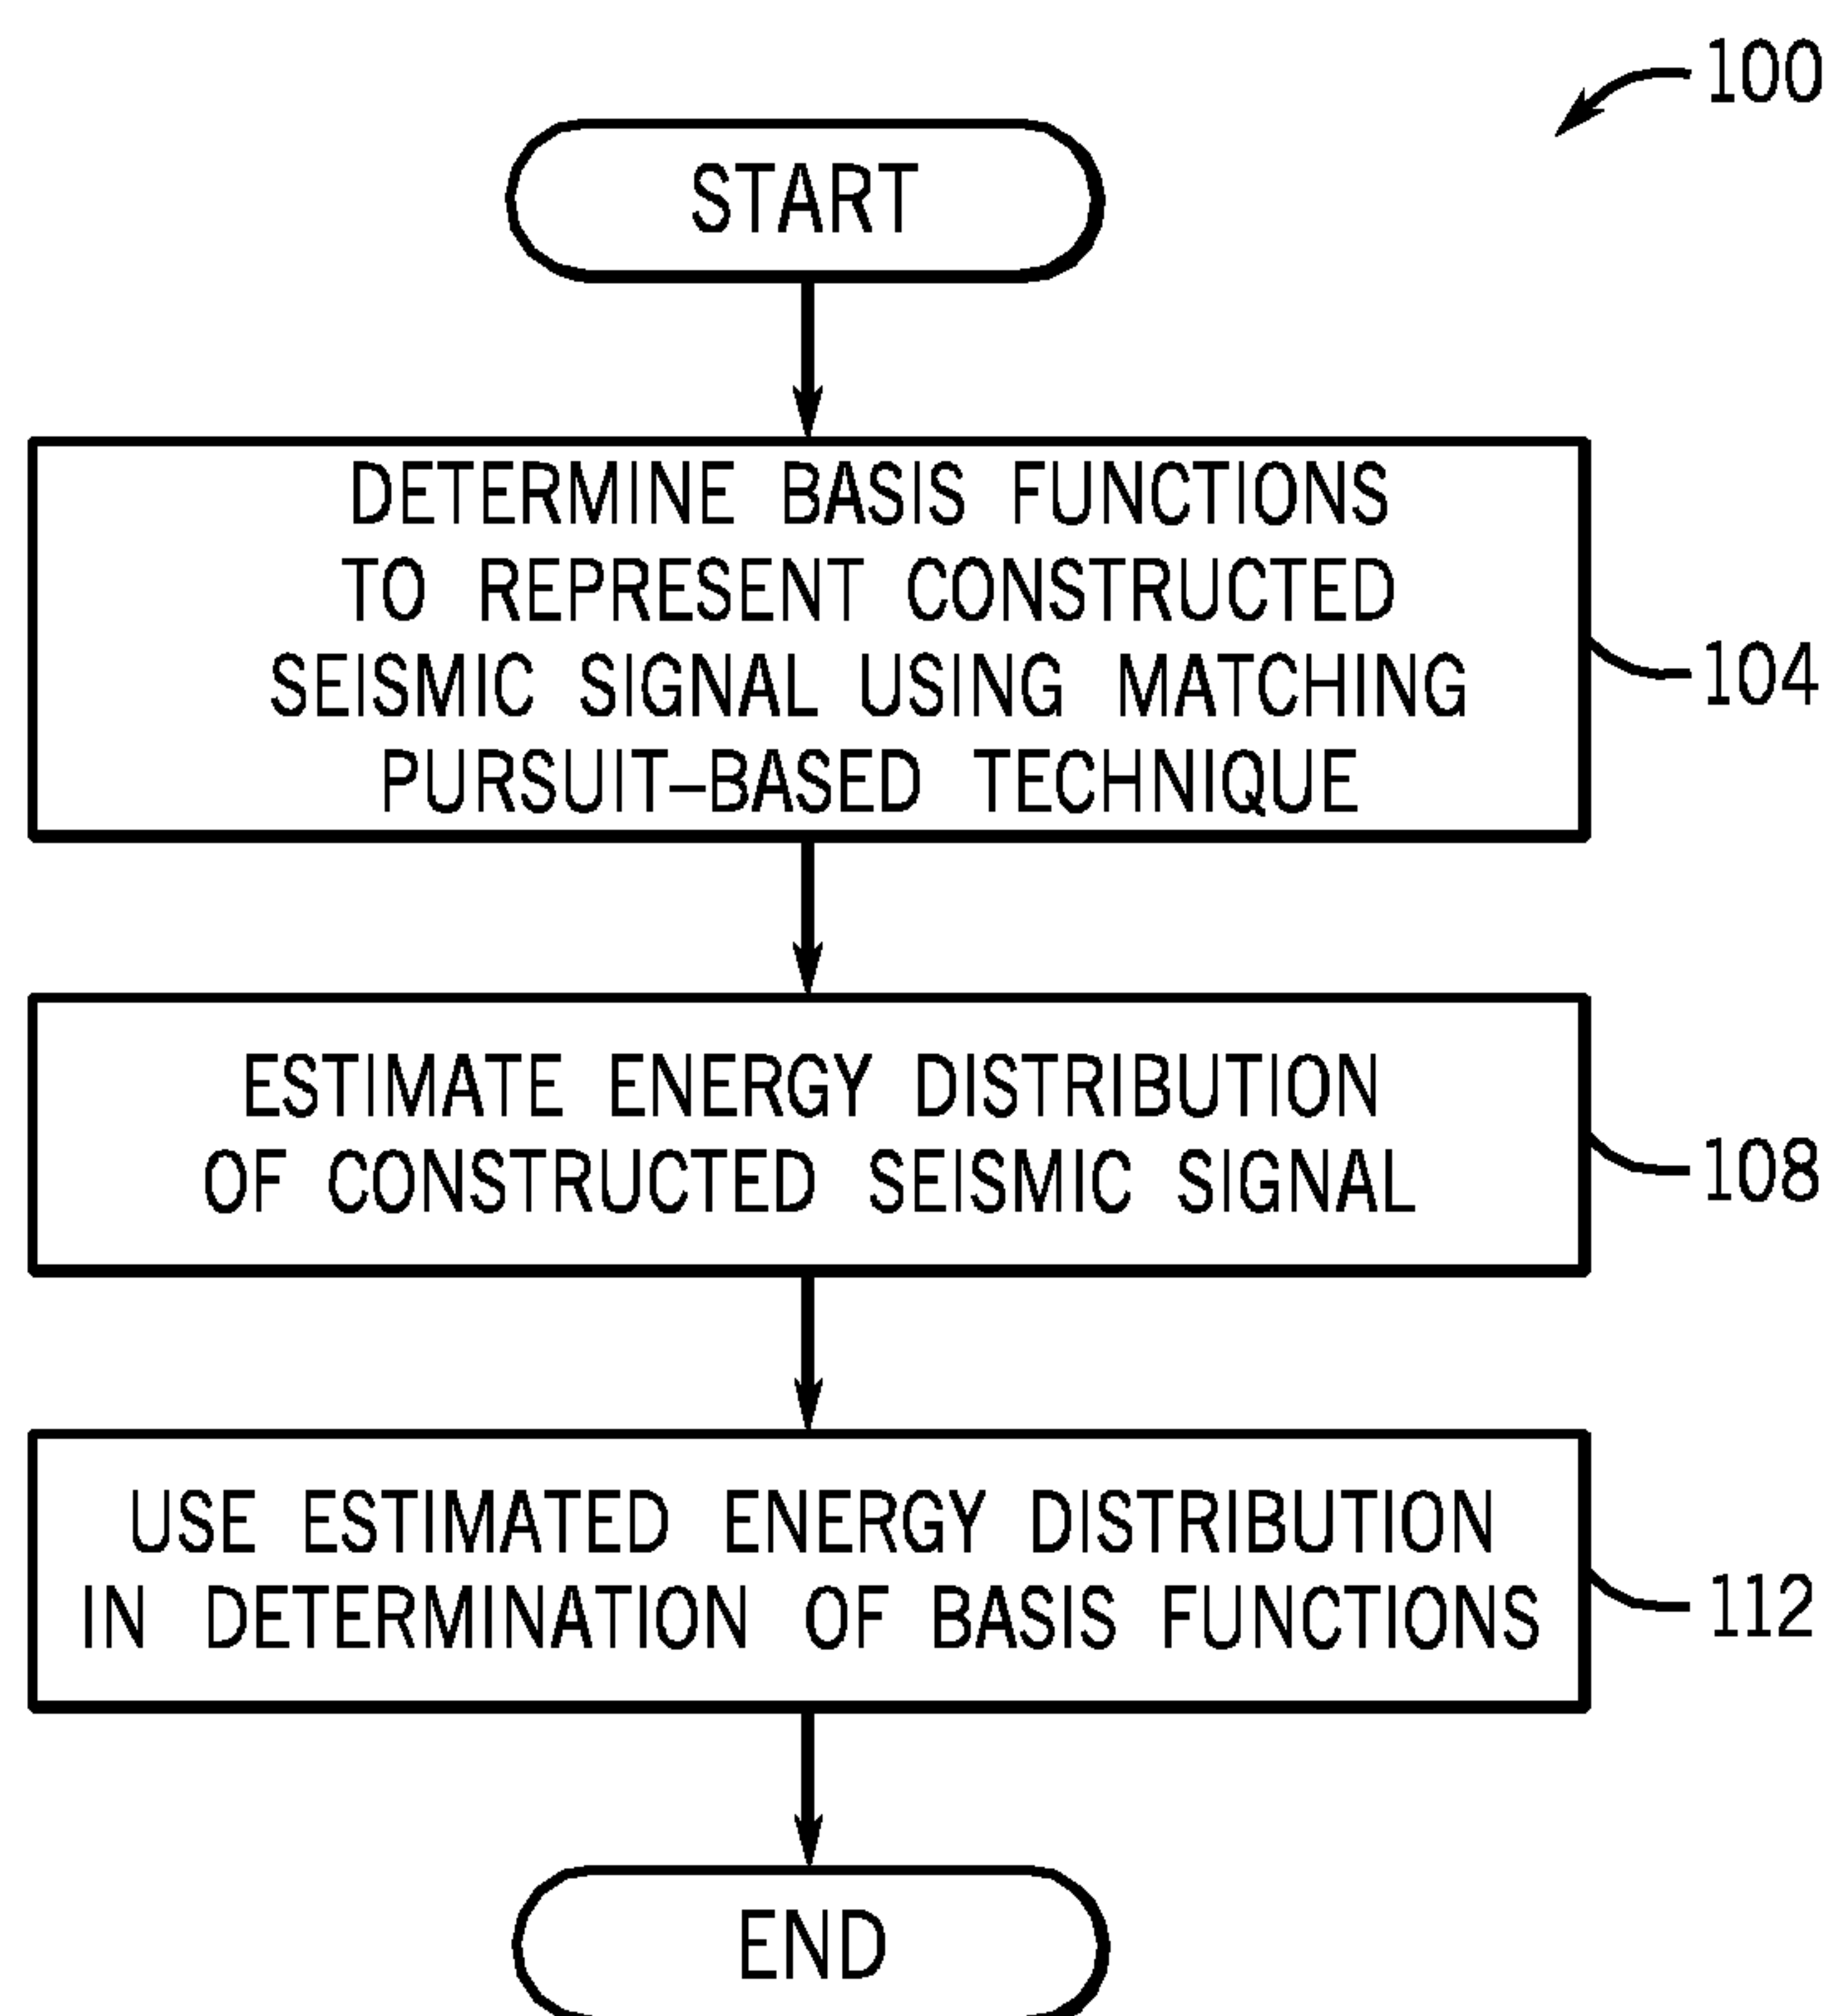 100
START
DETERMINE BASIS FUNCTIONS
TO REPRESENT CONSTRUCTED
SEISMIC SIGNAL USING MATCHING
PURSUIT-BASED TECHNIQUE
104
ESTIMATE ENERGY DISTRIBUTION
OF CONSTRUCTED SEISMIC SIGNAL
108
USE ESTIMATED ENERGY DISTRIBUTION
IN DETERMINATION OF BASIS FUNCTIONS
112
END